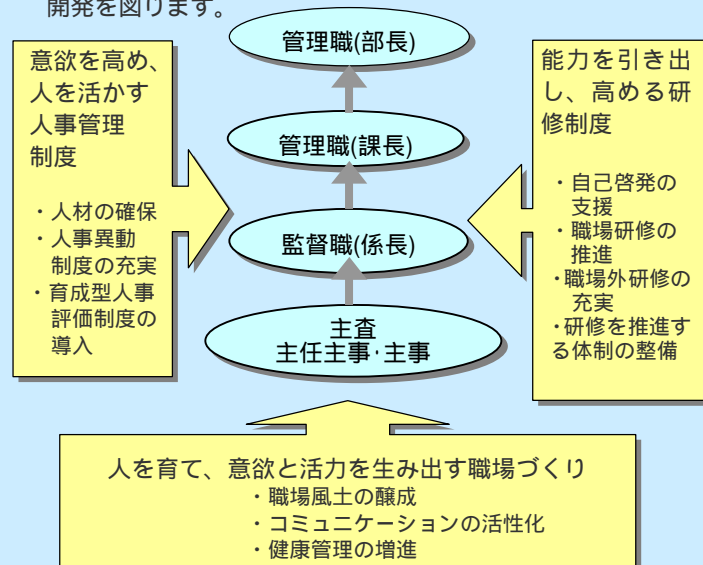 開発を図ります。
管理職(部長)
管理職(課長)
監督職(係長)
主査
主任主事･主事
意欲を高め、
人を活かす
人事管理
制度
・人材の確保
・人事異動
制度の充実
・育成型人事
評価制度の
導入
能力を引き出
し、高める研
修制度
・自己啓発の
支援
・職場研修の
推進
・職場外研修の
充実
・研修を推進す
る体制の整備
人を育て、意欲と活力を生み出す職場づくり
・職場風土の醸成
・コミュニケーションの活性化
・健康管理の増進